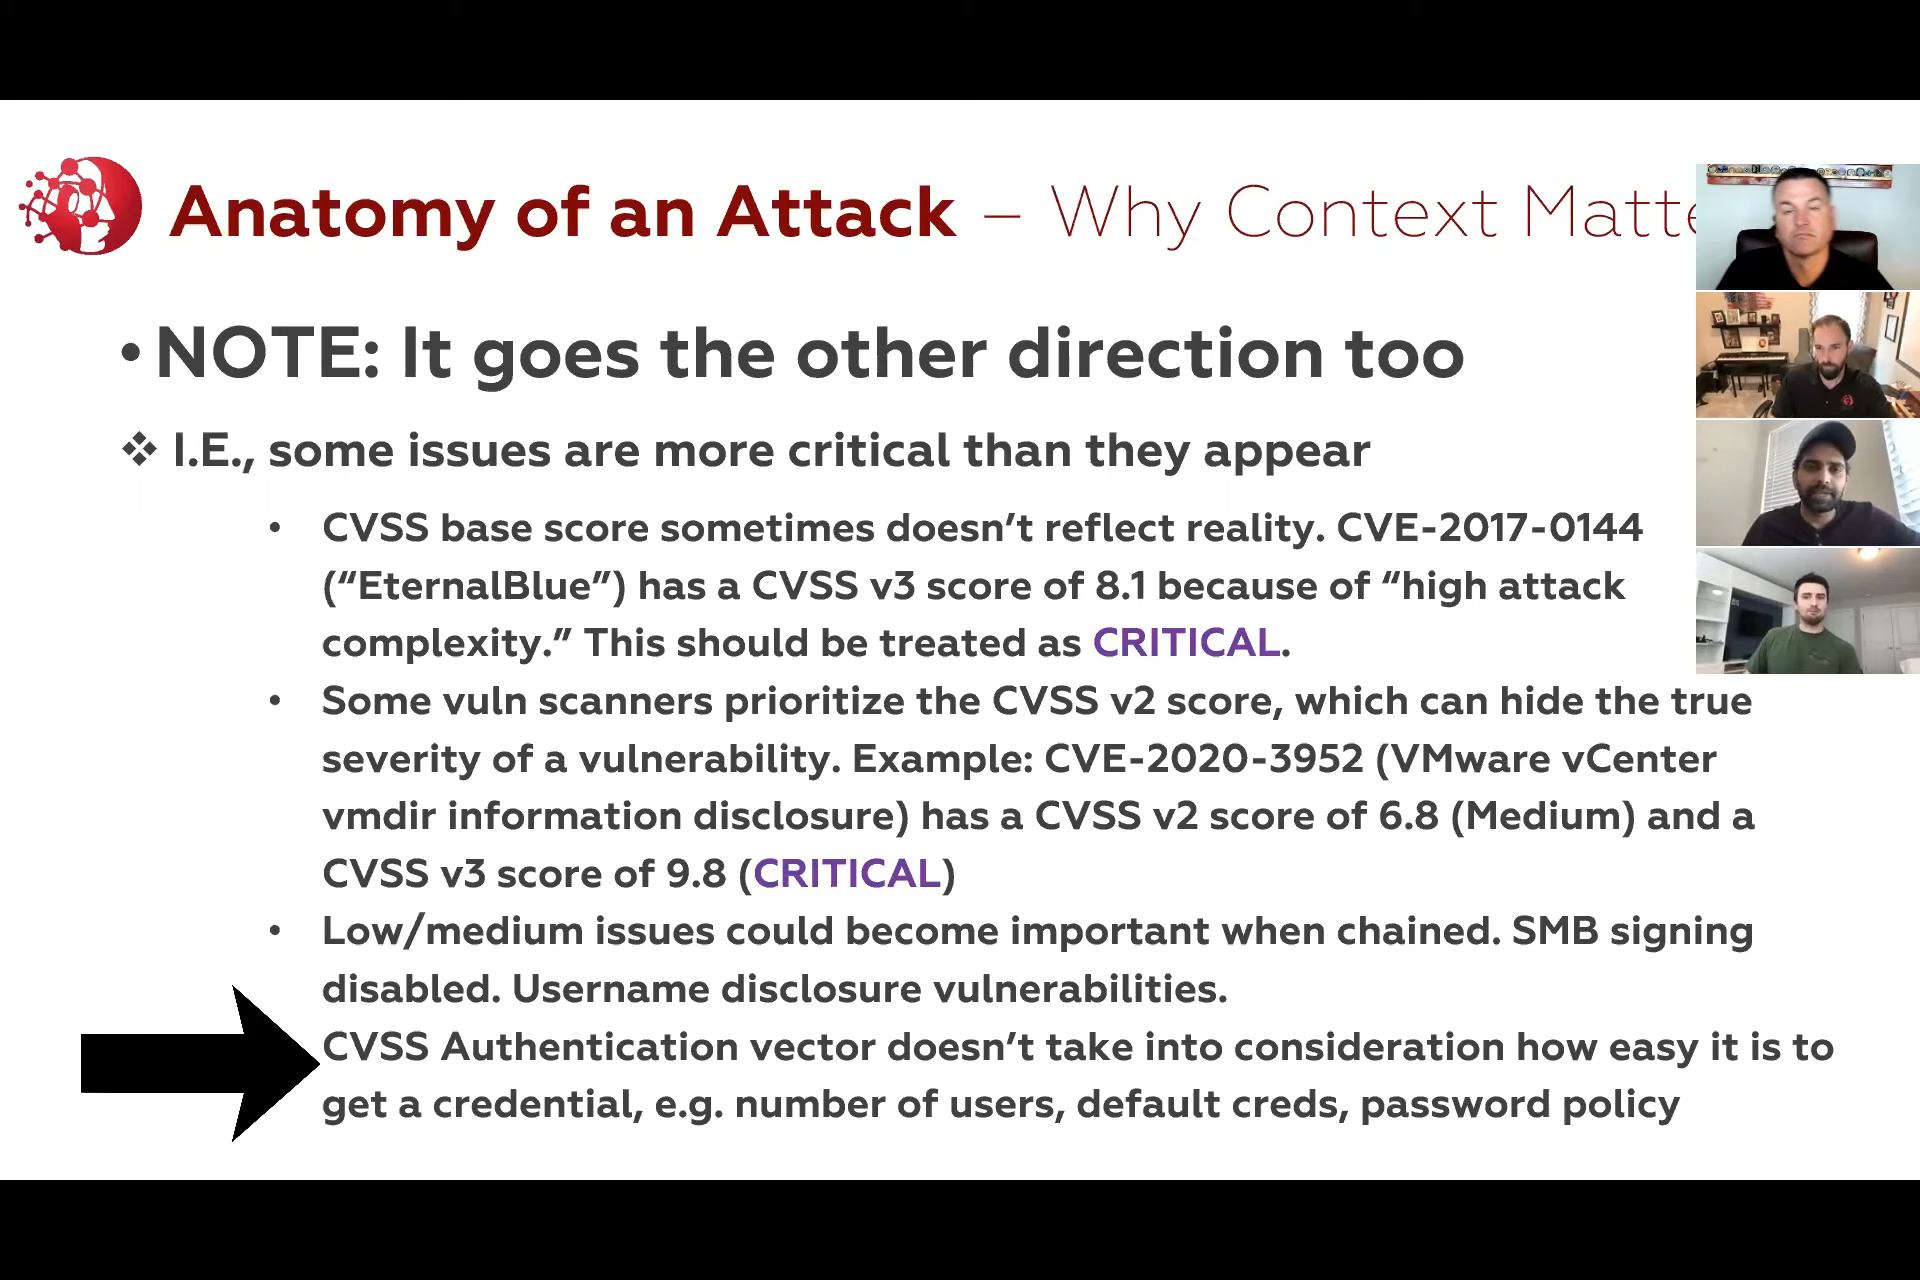 Anatomy of an Attack – Why Context Matte
• NOTE: It goes the other direction too
❖ I.E., some issues are more critical than they appear
• CVSS base score sometimes doesn’t reflect reality. CVE-2017-0144
(“EternalBlue”) has a CVSS v3 score of 8.1 because of “high attack
complexity.” This should be treated as CRITICAL.
• Some vuln scanners prioritize the CVSS v2 score, which can hide the true
severity of a vulnerability. Example: CVE-2020-3952 (VMware vCenter
vmdir information disclosure) has a CVSS v2 score of 6.8 (Medium) and a
CVSS v3 score of 9.8 (CRITICAL)
• Low/medium issues could become important when chained. SMB signing
disabled. Username disclosure vulnerabilities.
CVSS Authentication vector doesn’t take into consideration how easy it is to
get a credential, e.g. number of users, default creds, password policy